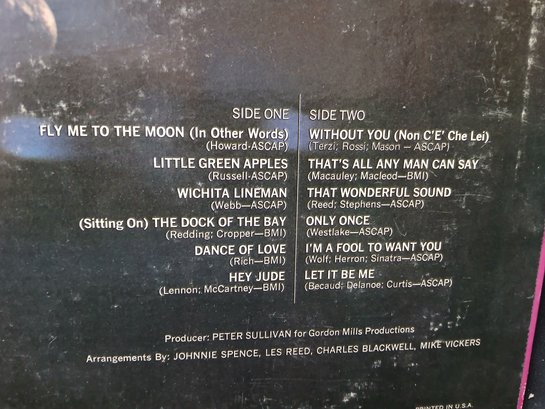 SIDE ONE
FLY ME TO THE MOON (In Other Words)
(Howard-ASCAP)
LITTLE GREEN APPLES
(Russell-ASCAP)
WICHITA LINEMAN
(Webb—ASCAP)
(Sitting On) THE DOCK OF THE BAY
(Redding; Cropper—BMI)
DANCE OF LOVE
(Rich—BMI)
HEY JUDE
(Lennon; McCartney—BMI)
SIDE TWO
WITHOUT YOU (Non C'E' Che Lei)
(Terzi; Rossi; Mason — ASCAP)
THAT'S ALL ANY MAN CAN SAY
(Macauley; Macleod—BMI)
THAT WONDERFUL SOUND
(Reed; Stephens—ASCAP)
ONLY ONCE
(Westlake—ASCAP)
I'M A FOOL TO WANT YOU
(Wolf; Herron; Sinatra—ASCAP)
LET IT BE ME
(Becaud; Delanoe; Curtis—ASCAP)
Producer: PETER SULLIVAN for Gordon Mills Productions
Arrangements By: JOHNNIE SPENCE, LES REED, CHARLES BLACKWELL, MIKE VICKERS
PRINTED IN U.S.A.